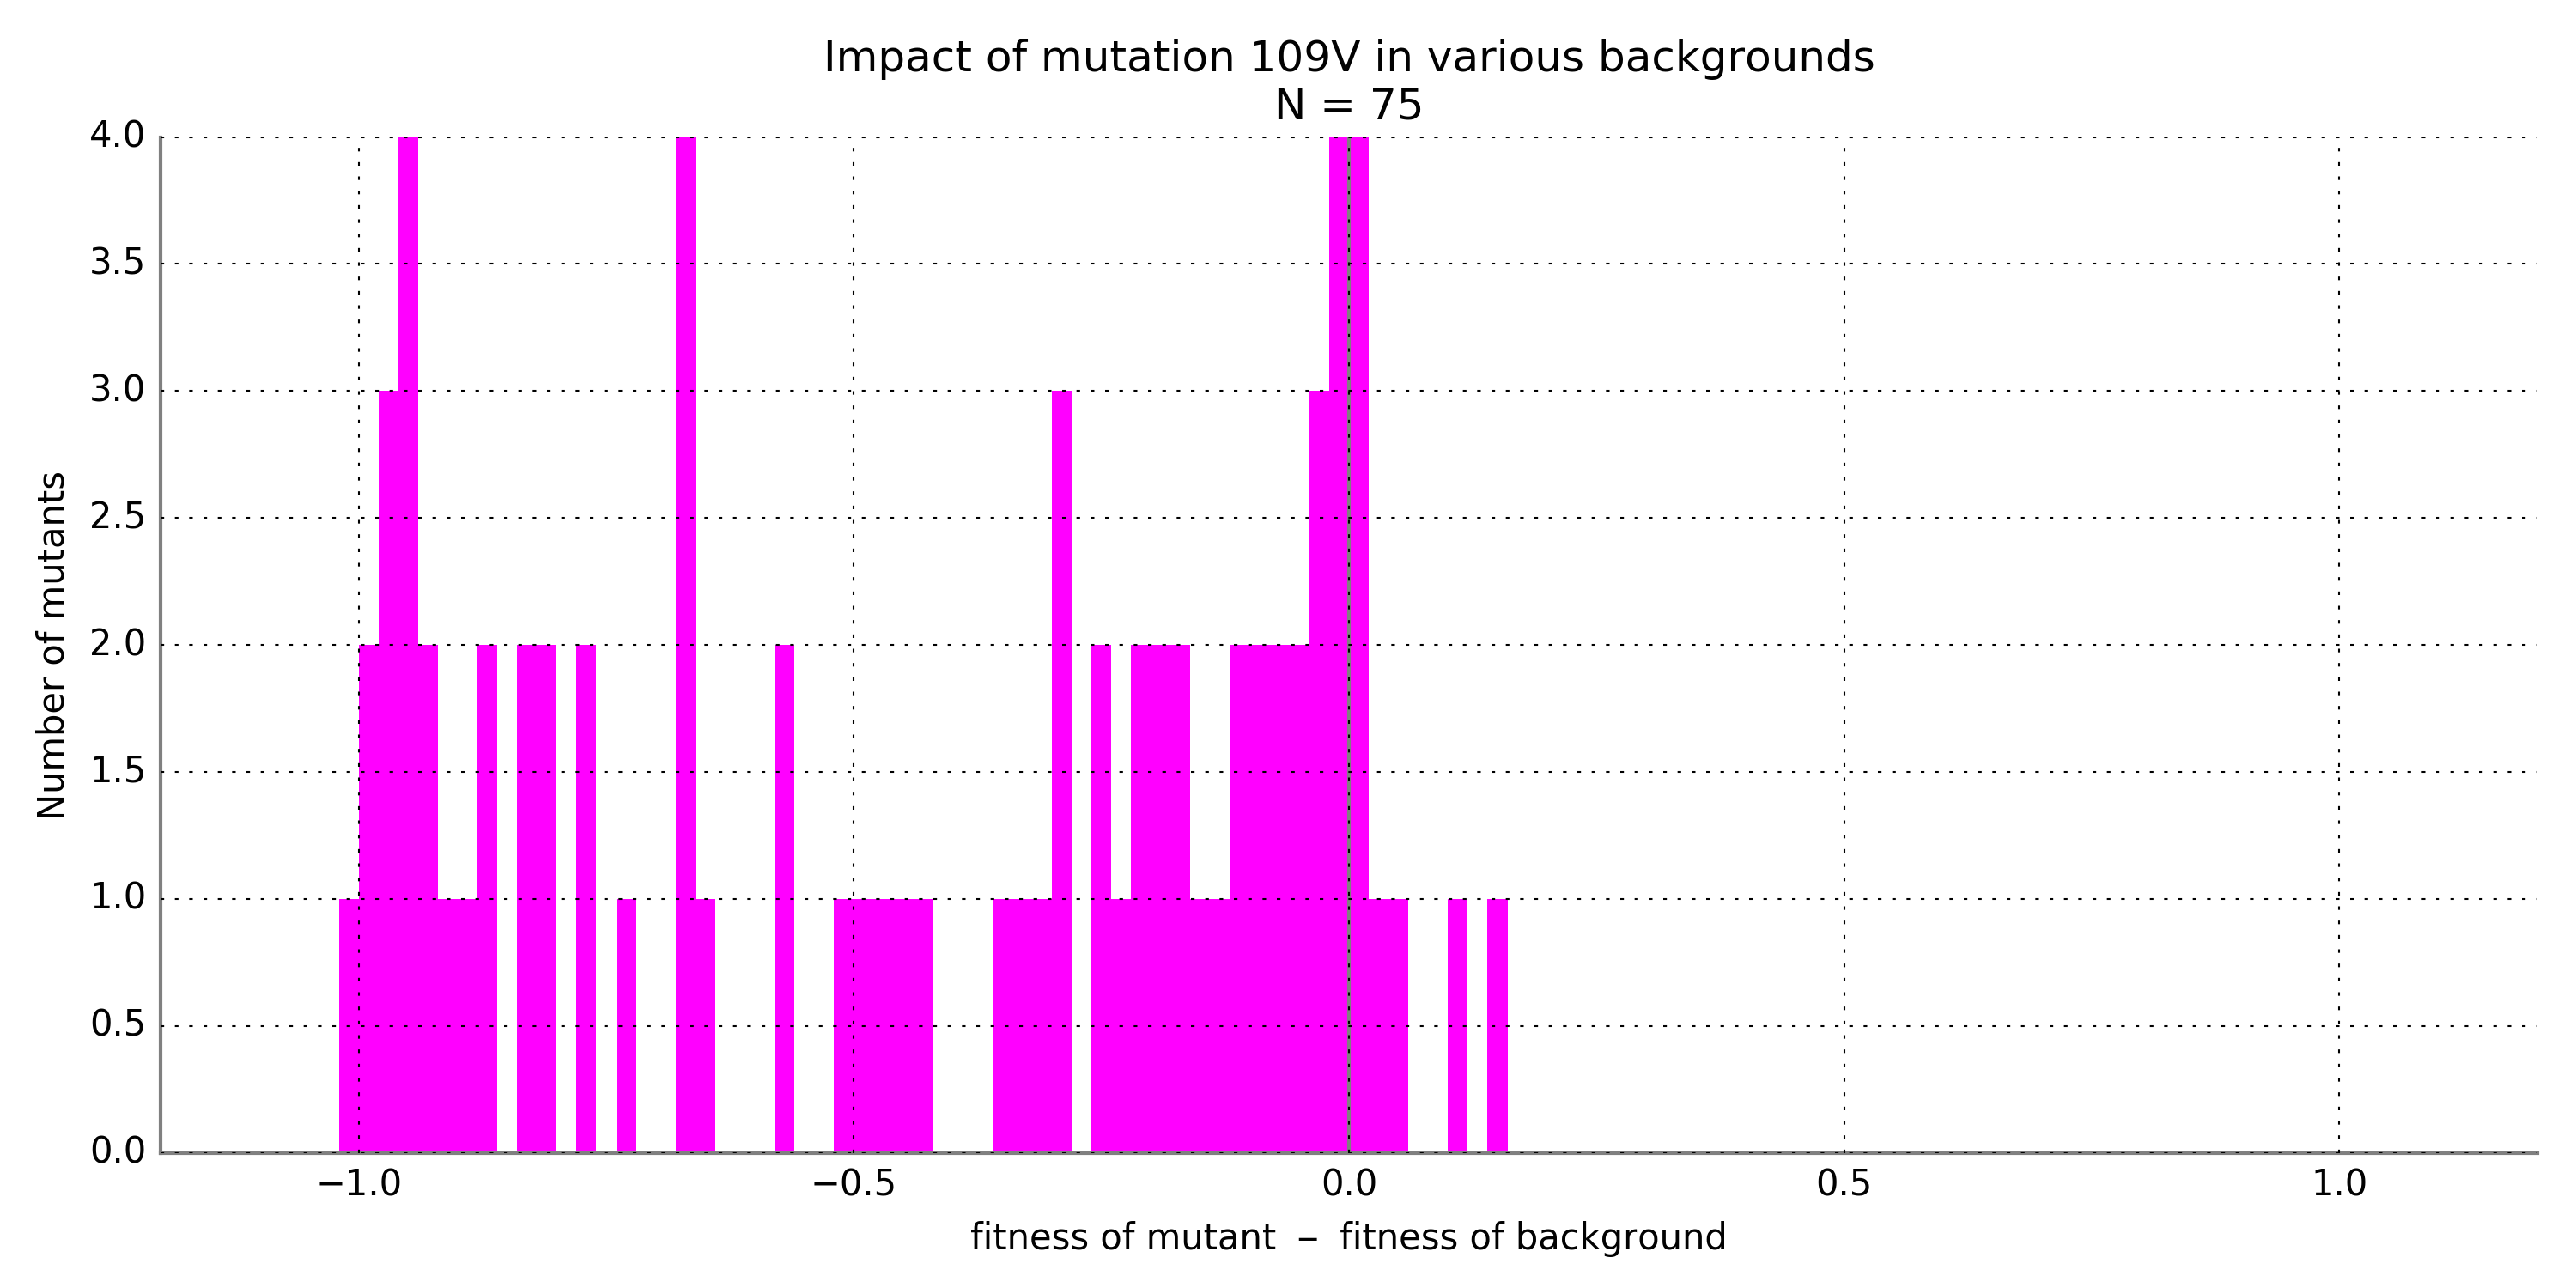 Impact of mutation 109V in various backgrounds
N = 75
4.0
3.5
3.0
2.5
2.0
1.5
1.0
0.5
0.0
Number of mutants
−1.0 −0.5 0.0 0.5 1.0
fitness of mutant – fitness of background